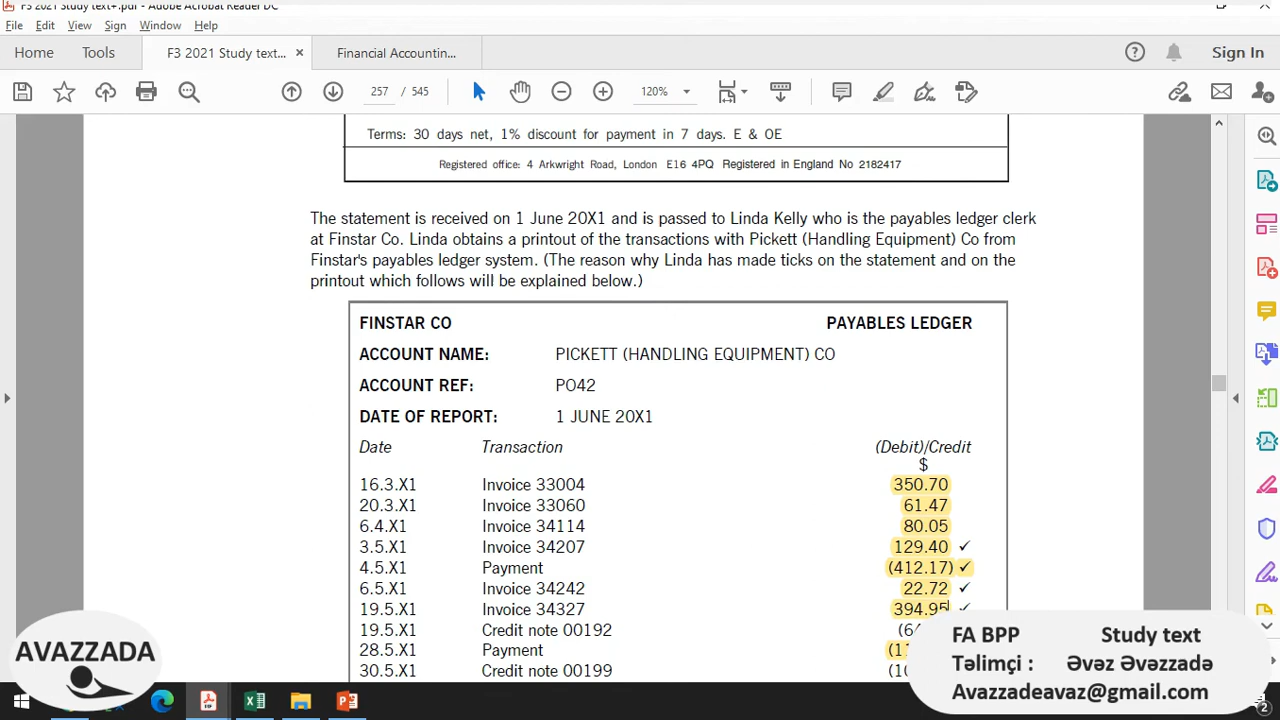 F3 2021 Study text+.pdf - Adobe Acrobat Reader DC
File Edit View Sign Window Help
Home Tools F3 2021 Study text... × Financial Accountin... Sign In
257 / 545 120%
Terms: 30 days net, 1% discount for payment in 7 days. E & OE
Registered office: 4 Arkwright Road, London E16 4PQ Registered in England No 2182417
The statement is received on 1 June 20X1 and is passed to Linda Kelly who is the payables ledger clerk
at Finstar Co. Linda obtains a printout of the transactions with Pickett (Handling Equipment) Co from
Finstar's payables ledger system. (The reason why Linda has made ticks on the statement and on the
printout which follows will be explained below.)
FINSTAR CO PAYABLES LEDGER
ACCOUNT NAME: PICKETT (HANDLING EQUIPMENT) CO
ACCOUNT REF: PO42
DATE OF REPORT: 1 JUNE 20X1
Date Transaction (Debit)/Credit
$
16.3.X1 Invoice 33004 350.70
20.3.X1 Invoice 33060 61.47
6.4.X1 Invoice 34114 80.05
3.5.X1 Invoice 34207 129.40 ✓
4.5.X1 Payment (412.17) ✓
6.5.X1 Invoice 34242 22.72 ✓
19.5.X1 Invoice 34327 394.95 ✓
19.5.X1 Credit note 00192
28.5.X1 Payment
30.5.X1 Credit note 00199
AVAZZADA
FA BPP Study text
Təlimçi : Əvəz Əvəzzadə
Avazzadeavaz@gmail.com
2